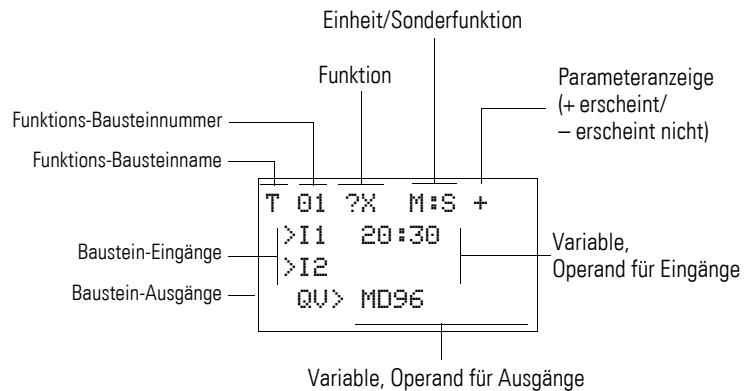 Einheit/Sonderfunktion
Funktion
Parameteranzeige
(+ erscheint/
– erscheint nicht)
Funktions-Bausteinnummer
Funktions-Bausteinname
T 01 ?X M:S +
>I1 20:30
>I2
QV> MD96
Baustein-Eingänge
Baustein-Ausgänge
Variable,
Operand für Eingänge
Variable, Operand für Ausgänge